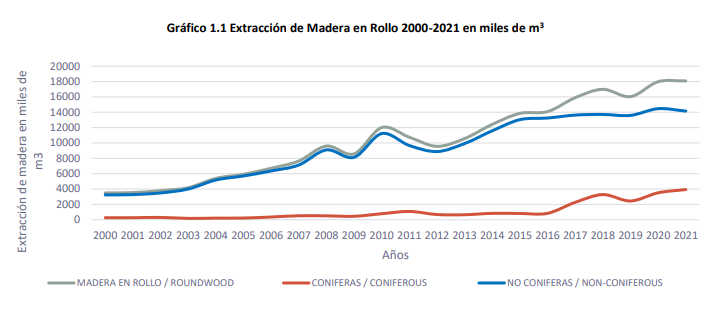 Gráfico 1.1 Extracción de Madera en Rollo 2000-2021 en miles de m³
Extracción de madera en miles de
m3
20000
18000
16000
14000
12000
10000
8000
6000
4000
2000
0
2000 2001 2002 2003 2004 2005 2006 2007 2008 2009 2010 2011 2012 2013 2014 2015 2016 2017 2018 2019 2020 2021
Años
MADERA EN ROLLO / ROUNDWOOD
CONIFERAS / CONIFEROUS
NO CONIFERAS / NON-CONIFEROUS